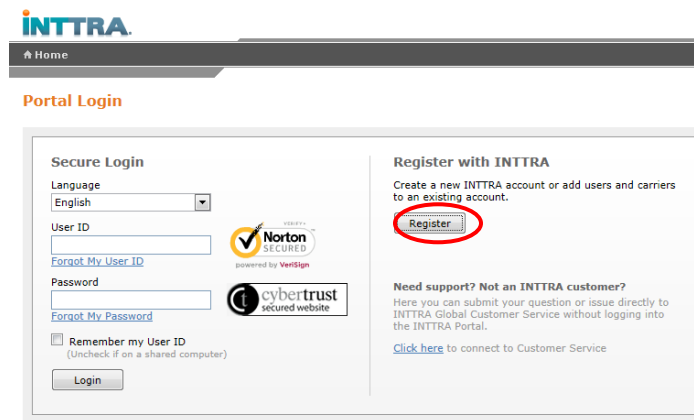 INTTRA.
Home
Portal Login
Secure Login
Language
English
User ID
Forgot My User ID
VERIFY▸
Norton
SECURED
powered by VeriSign
Password
Forgot My Password
cybertrust
secured website
Remember my User ID
(Uncheck if on a shared computer)
Login
Register with INTTRA
Create a new INTTRA account or add users and carriers
to an existing account.
Register
Need support? Not an INTTRA customer?
Here you can submit your question or issue directly to
INTTRA Global Customer Service without logging into
the INTTRA Portal.
Click here to connect to Customer Service